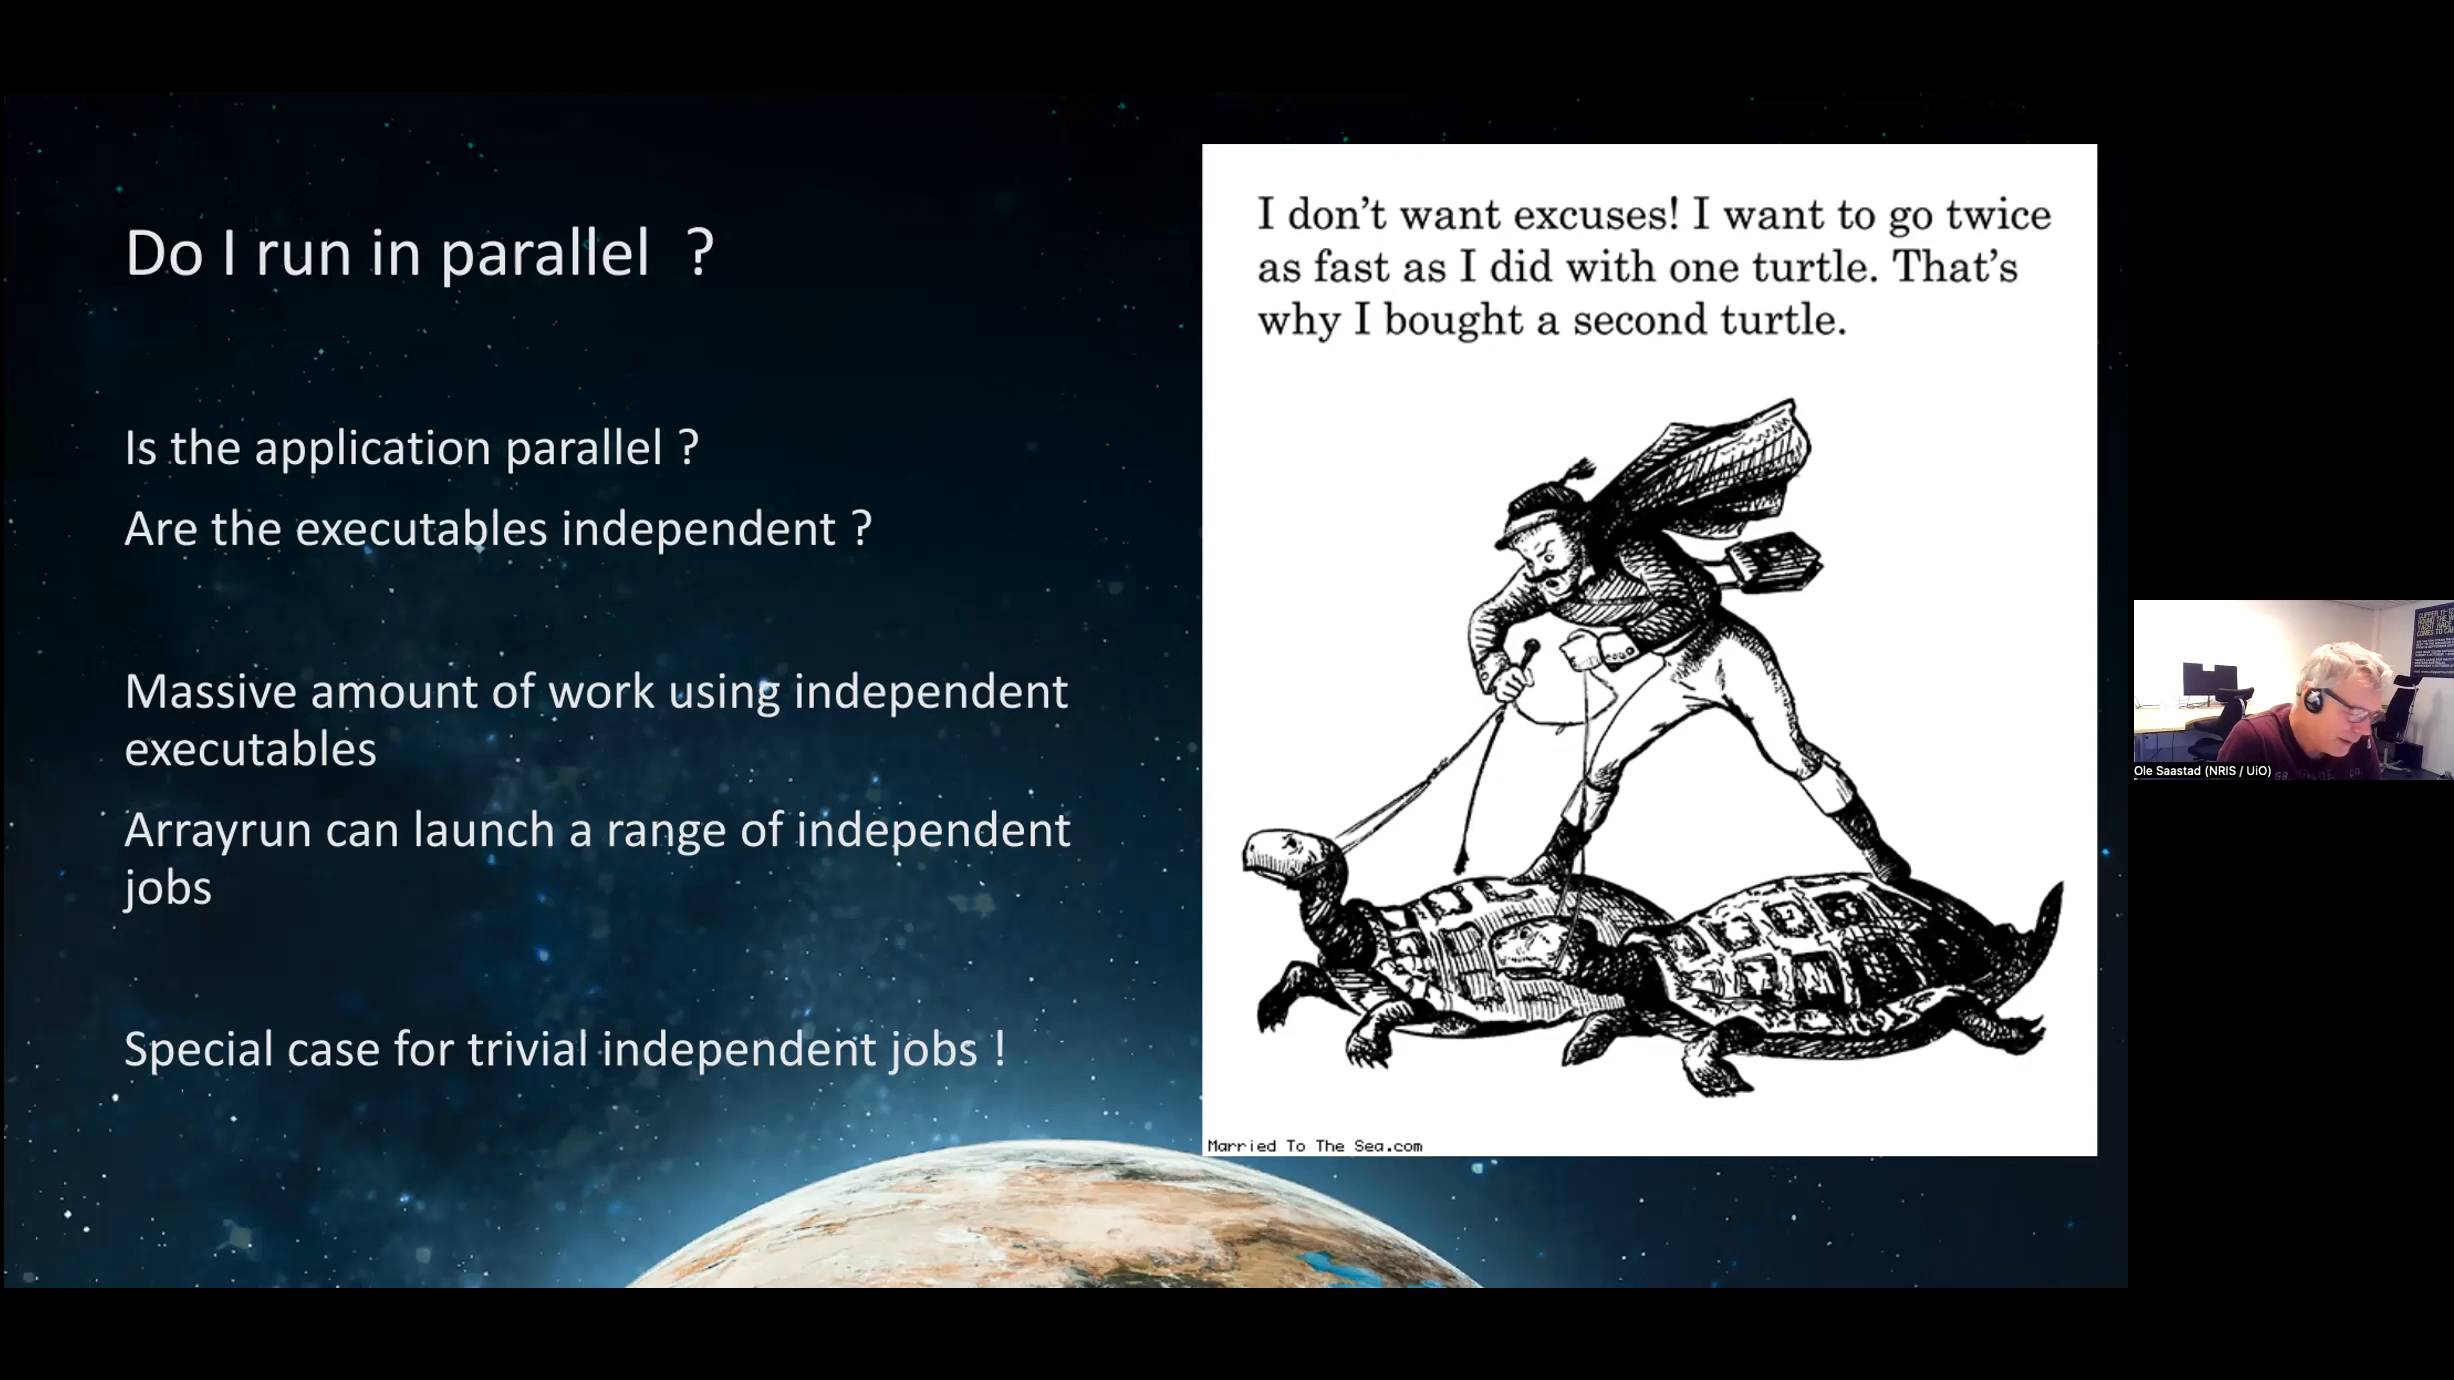 Do I run in parallel  ?
Is the application parallel ?
Are the executables independent ?
Massive amount of work using independent
executables
Arrayrun can launch a range of independent
jobs
Special case for trivial independent jobs !
I don't want excuses! I want to go twice
as fast as I did with one turtle. That's
why I bought a second turtle.
Married To The Sea.com
Ole Saastad (NRIS / UiO)